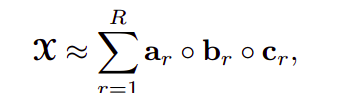 𝓧 ≈ ∑_{r=1}^{R} 𝐚_r ∘ 𝐛_r ∘ 𝐜_r,